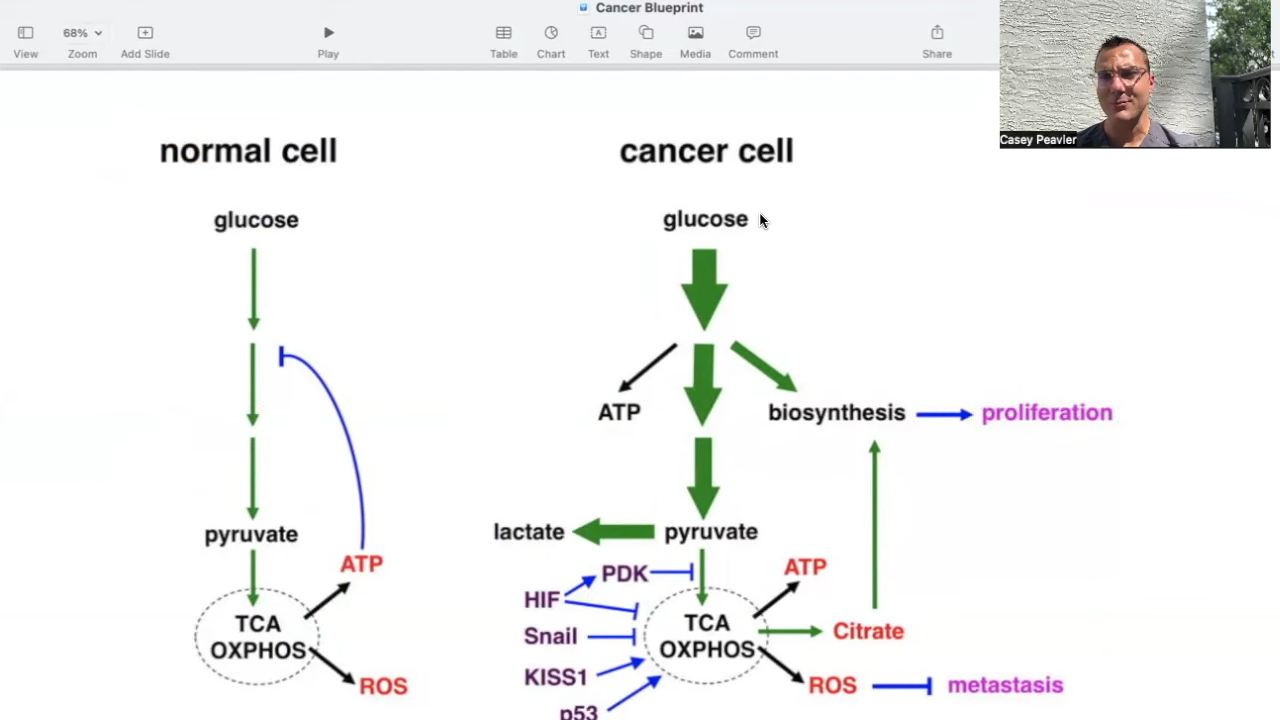 Cancer Blueprint
68%
View
Zoom
Add Slide
Play
Table
Chart
Text
Shape
Media
Comment
Share
Casey Peavler
normal cell
cancer cell
glucose
glucose
ATP
biosynthesis
proliferation
pyruvate
lactate
pyruvate
ATP
PDK
ATP
HIF
TCA
OXPHOS
TCA
OXPHOS
Citrate
Snail
KISS1
ROS
ROS
metastasis
p53